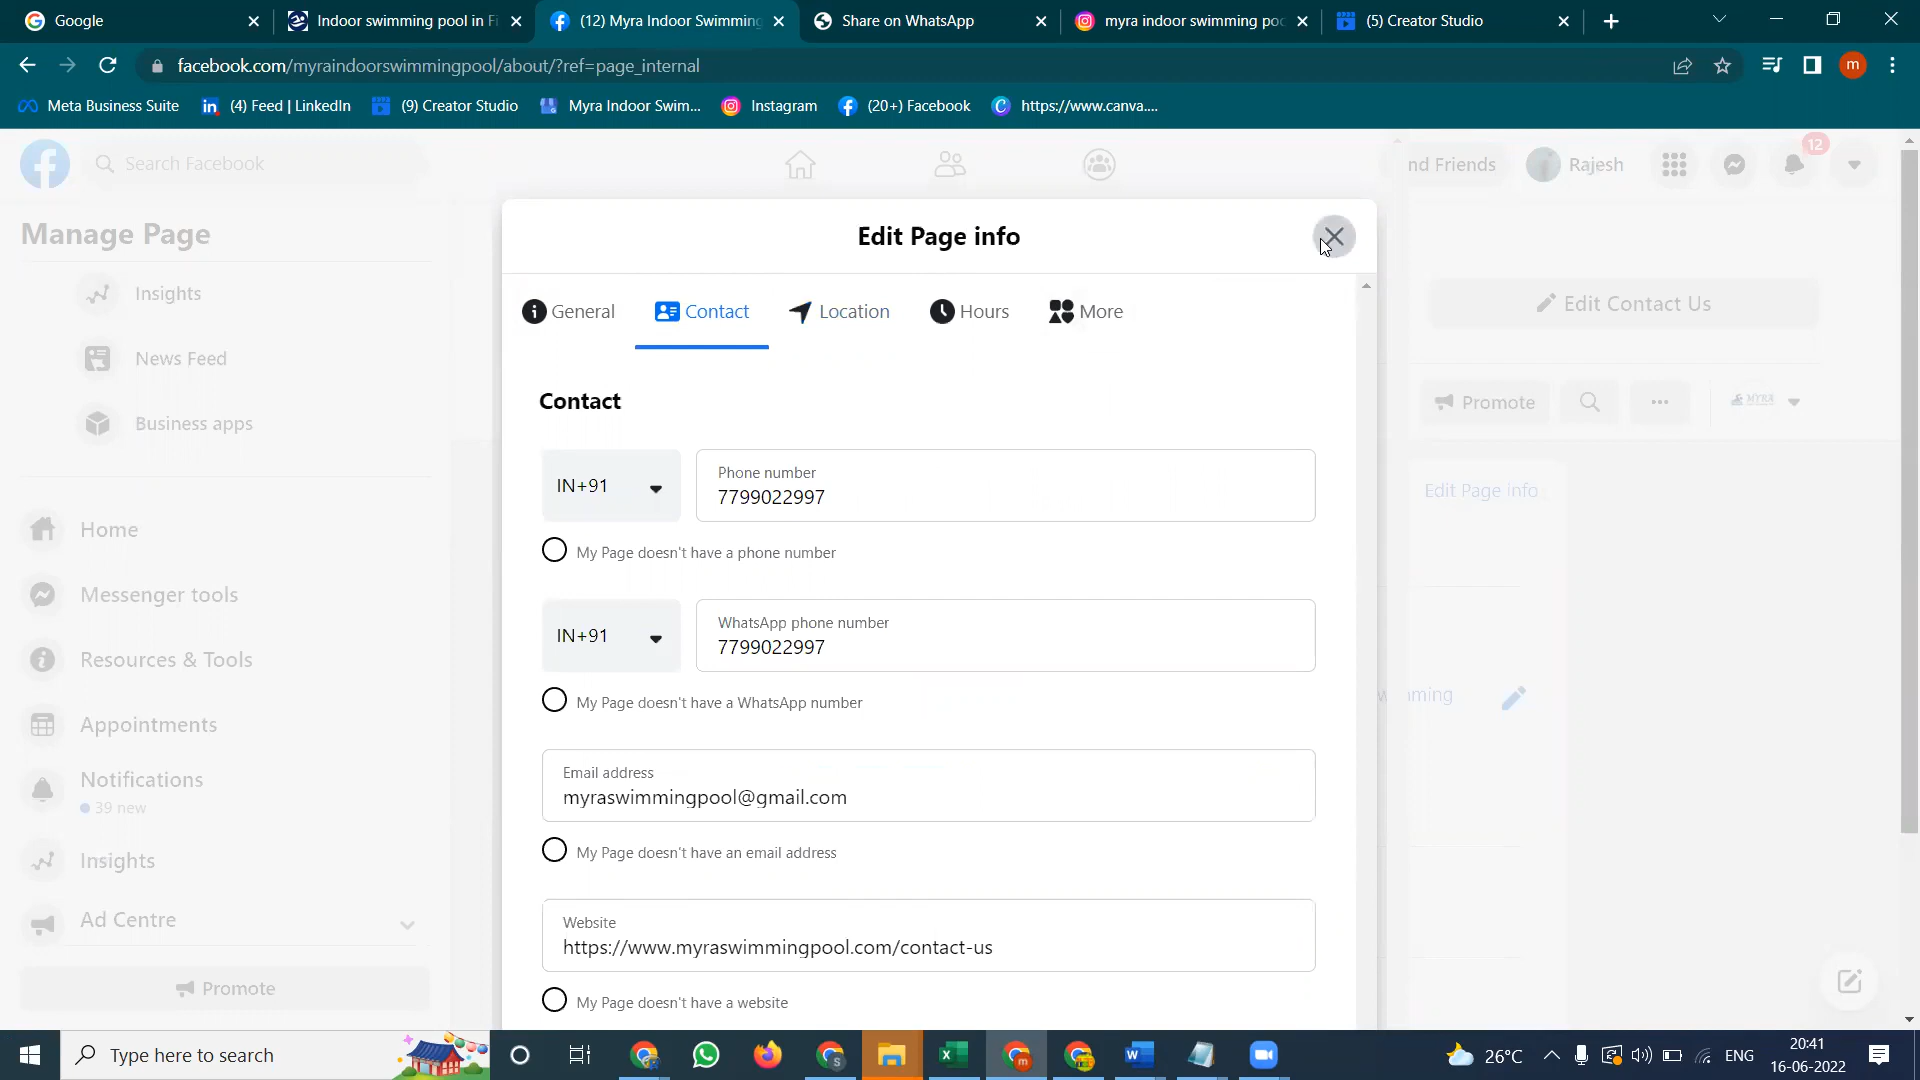 Google
Indoor swimming pool in Fi
(12) Myra Indoor Swimming
Share on WhatsApp
myra indoor swimming poo
(5) Creator Studio
facebook.com/myraindoorswimmingpool/about/?ref=page_internal
m
Meta Business Suite
(4) Feed | LinkedIn
(9) Creator Studio
Myra Indoor Swim...
Instagram
(20+) Facebook
https://www.canva....
Search Facebook
nd Friends
Rajesh
12
Manage Page
Insights
News Feed
Business apps
Home
Messenger tools
Resources & Tools
Appointments
Notifications
39 new
Insights
Ad Centre
Promote
Edit Page info
General
Contact
Location
Hours
More
Contact
IN+91
Phone number
7799022997
My Page doesn't have a phone number
IN+91
WhatsApp phone number
7799022997
My Page doesn't have a WhatsApp number
Email address
myraswimmingpool@gmail.com
My Page doesn't have an email address
Website
https://www.myraswimmingpool.com/contact-us
My Page doesn't have a website
Edit Contact Us
Promote
MYRA
Edit Page info
Type here to search
26°C
ENG
20:41
16-06-2022